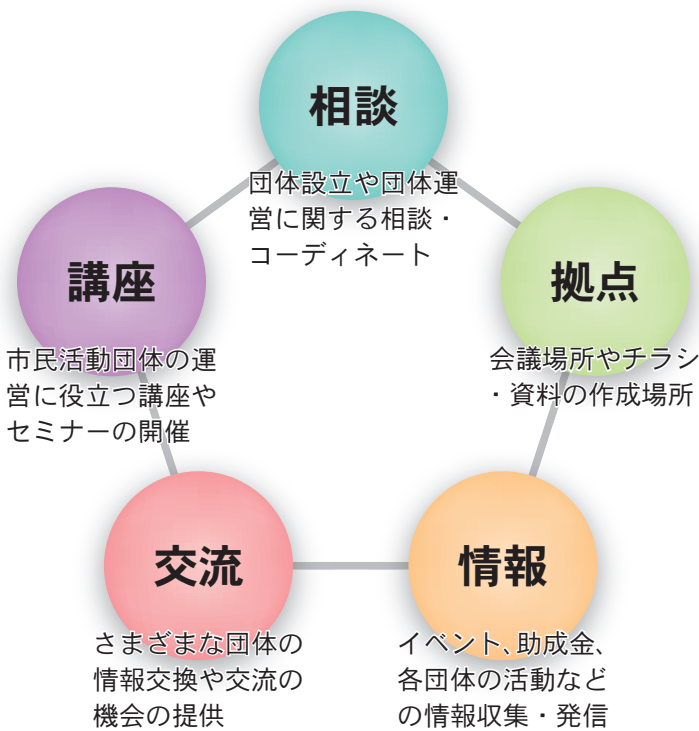 相談
団体設立や団体運
営に関する相談・
コーディネート
講座
市民活動団体の運
営に役立つ講座や
セミナーの開催
拠点
会議場所やチラシ
・資料の作成場所
交流
さまざまな団体の
情報交換や交流の
機会の提供
情報
イベント、助成金、
各団体の活動など
の情報収集・発信